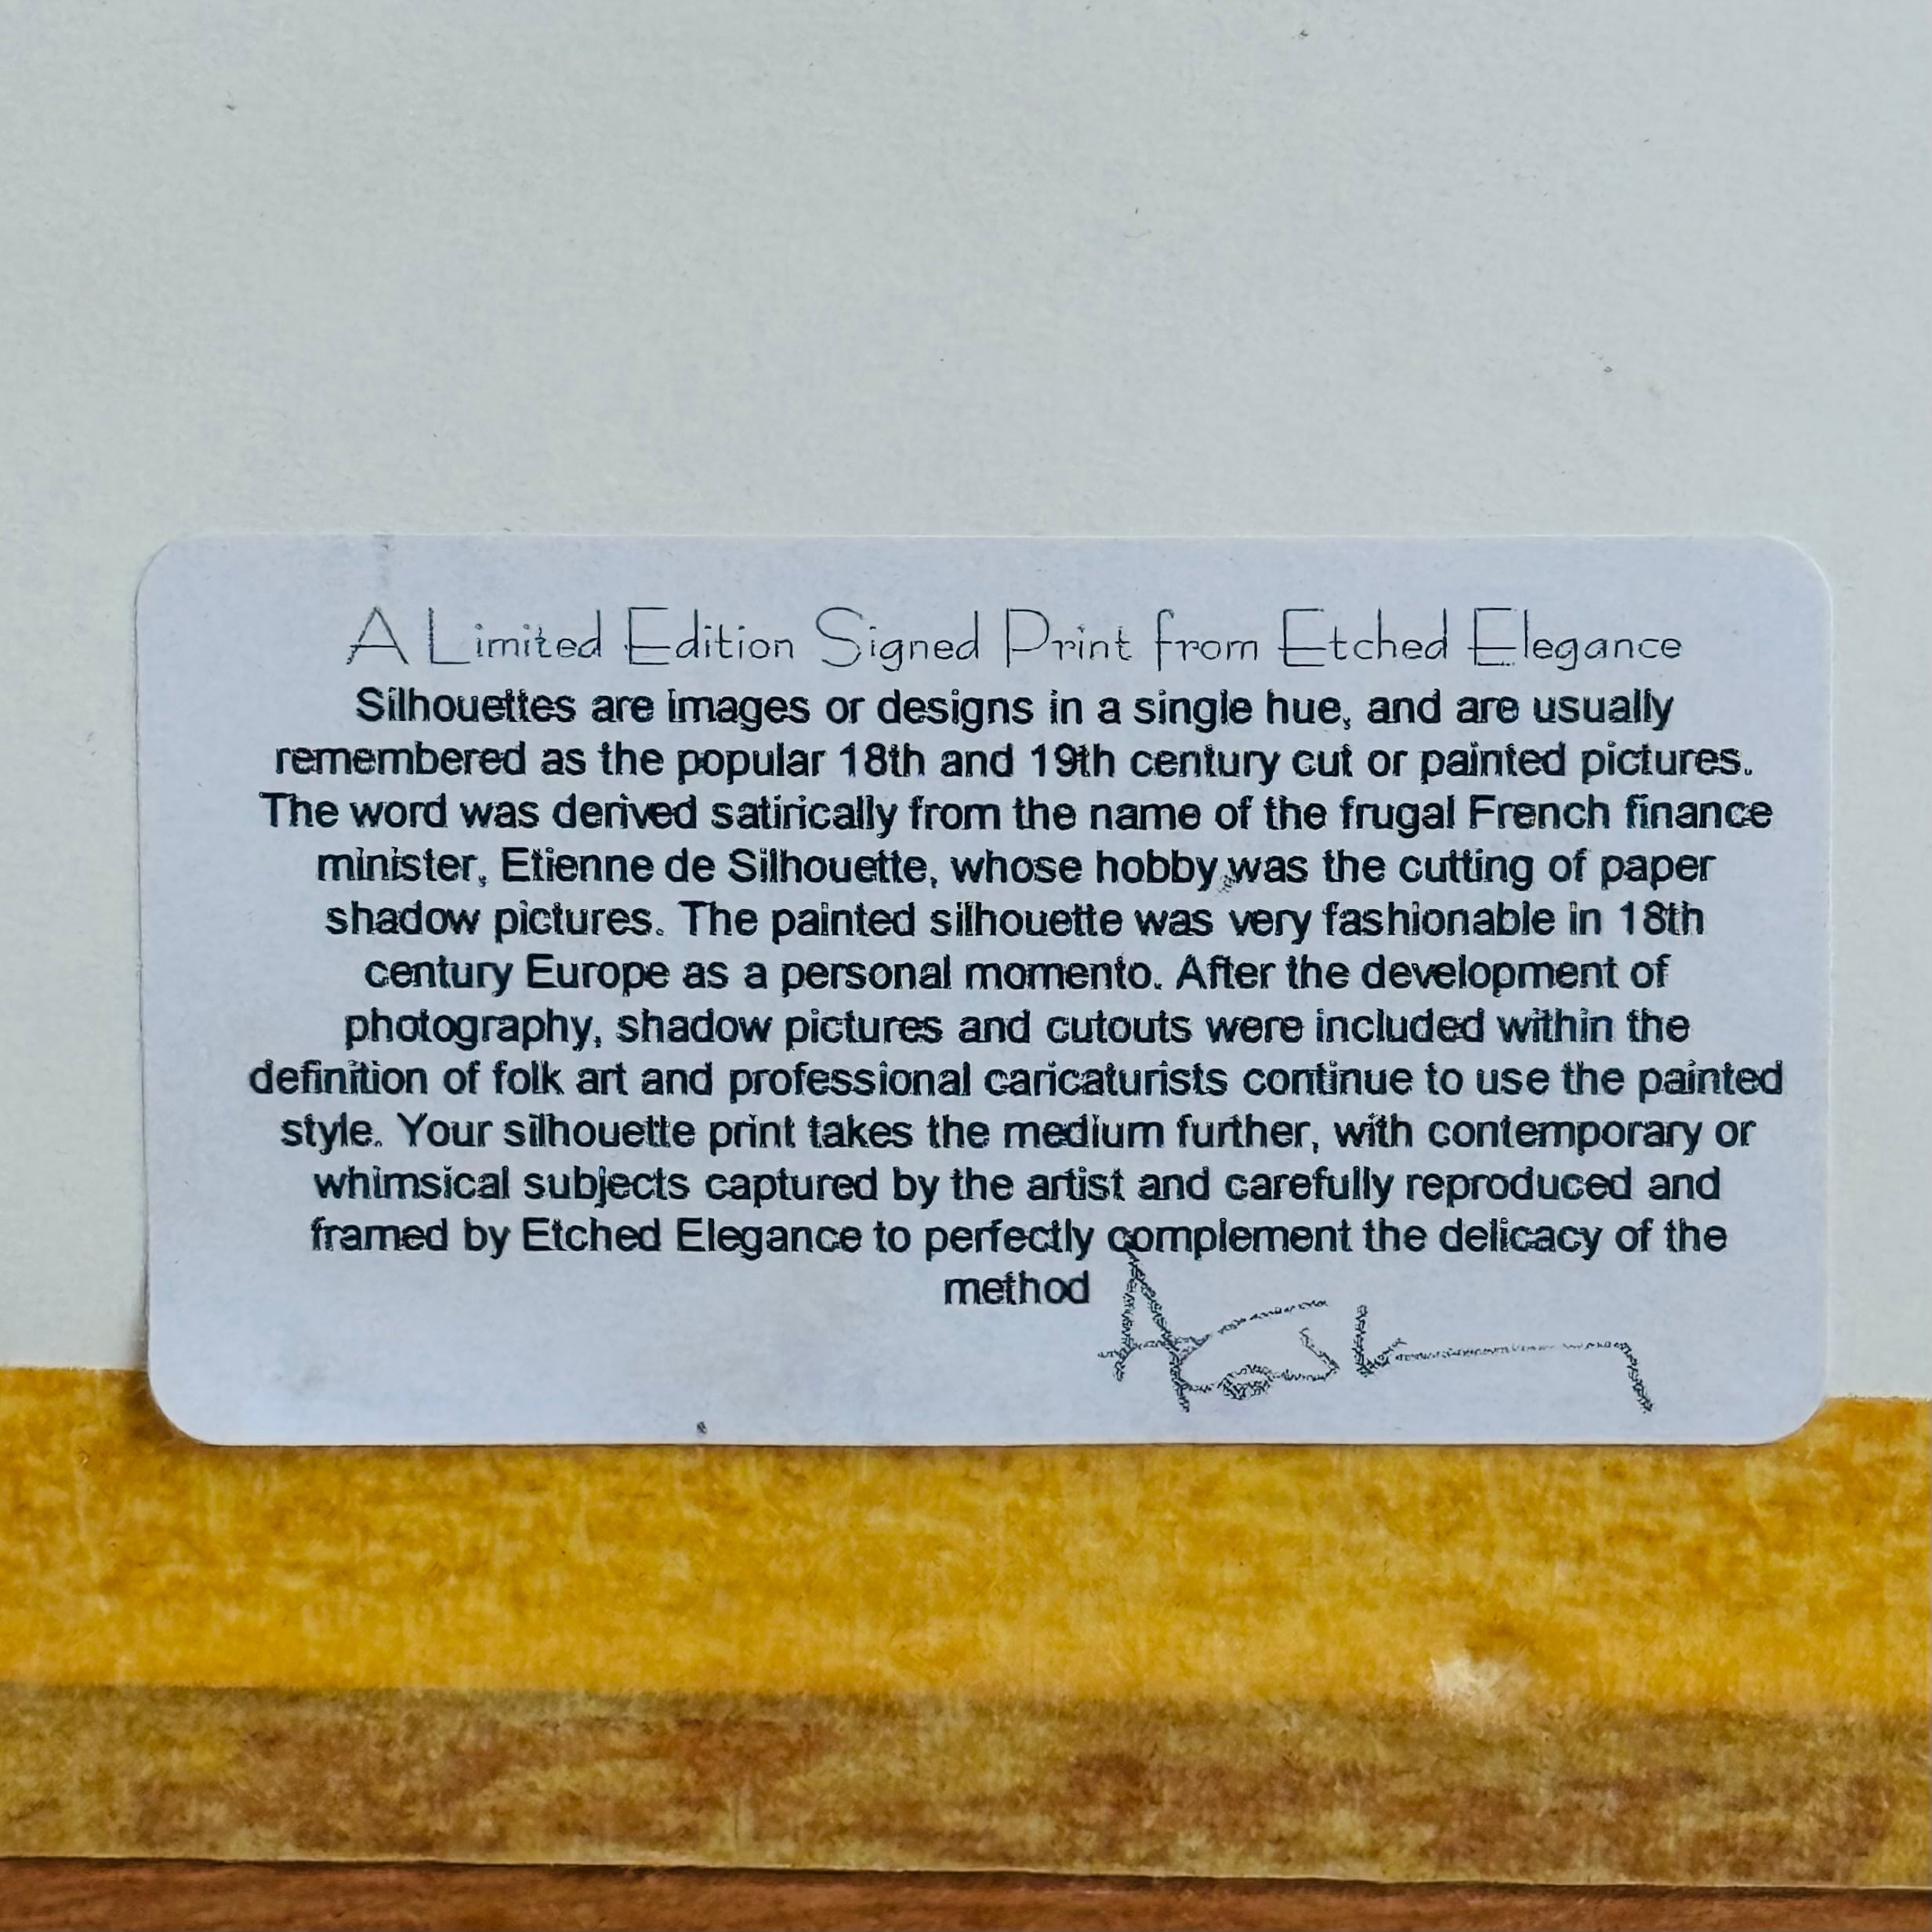 A Limited Edition Signed Print from Etched Elegance
Silhouettes are images or designs in a single hue, and are usually
remembered as the popular 18th and 19th century cut or painted pictures.
The word was derived satirically from the name of the frugal French finance
minister, Etienne de Silhouette, whose hobby was the cutting of paper
shadow pictures. The painted silhouette was very fashionable in 18th
century Europe as a personal momento. After the development of
photography, shadow pictures and cutouts were included within the
definition of folk art and professional caricaturists continue to use the painted
style. Your silhouette print takes the medium further, with contemporary or
whimsical subjects captured by the artist and carefully reproduced and
framed by Etched Elegance to perfectly complement the delicacy of the
method